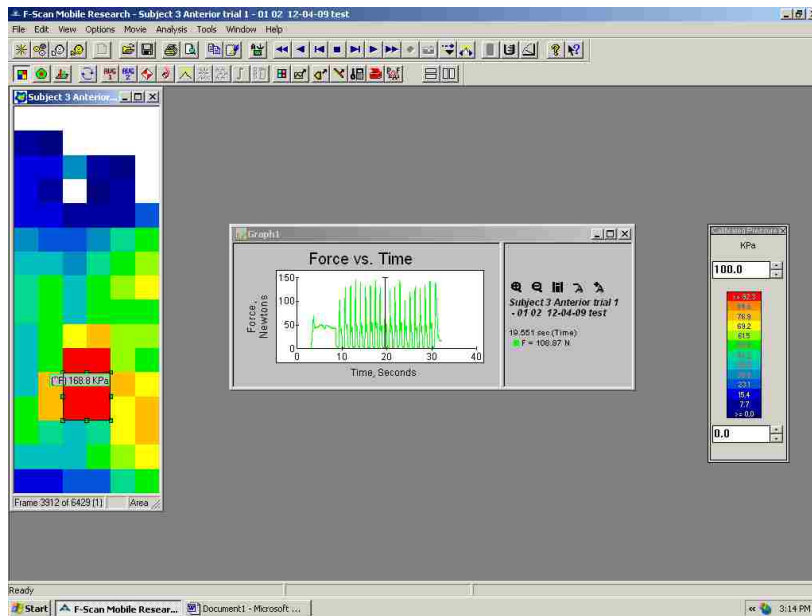 F-Scan Mobile Research - Subject 3 Anterior trial 1 - 01 02 12-04-09 test
File Edit View Options Movie Analysis Tools Window Help
Subject 3 Anterior...
(*F) 168.8 KPa
Frame 3912 of 6429 (1) Area
Graph1
Force vs. Time
Force, Newtons
150
100
50
0
0 10 20 30 40
Time, Seconds
Subject 3 Anterior trial 1
- 01 02 12-04-09 test
19.551 sec (Time)
F = 108.87 N
KPa
100.0
>= 92.3
76.9
69.2
61.5
23.1
15.4
7.7
>= 0.0
0.0
Ready
Start F-Scan Mobile Resear... Document1 - Microsoft ... 3:14 PM